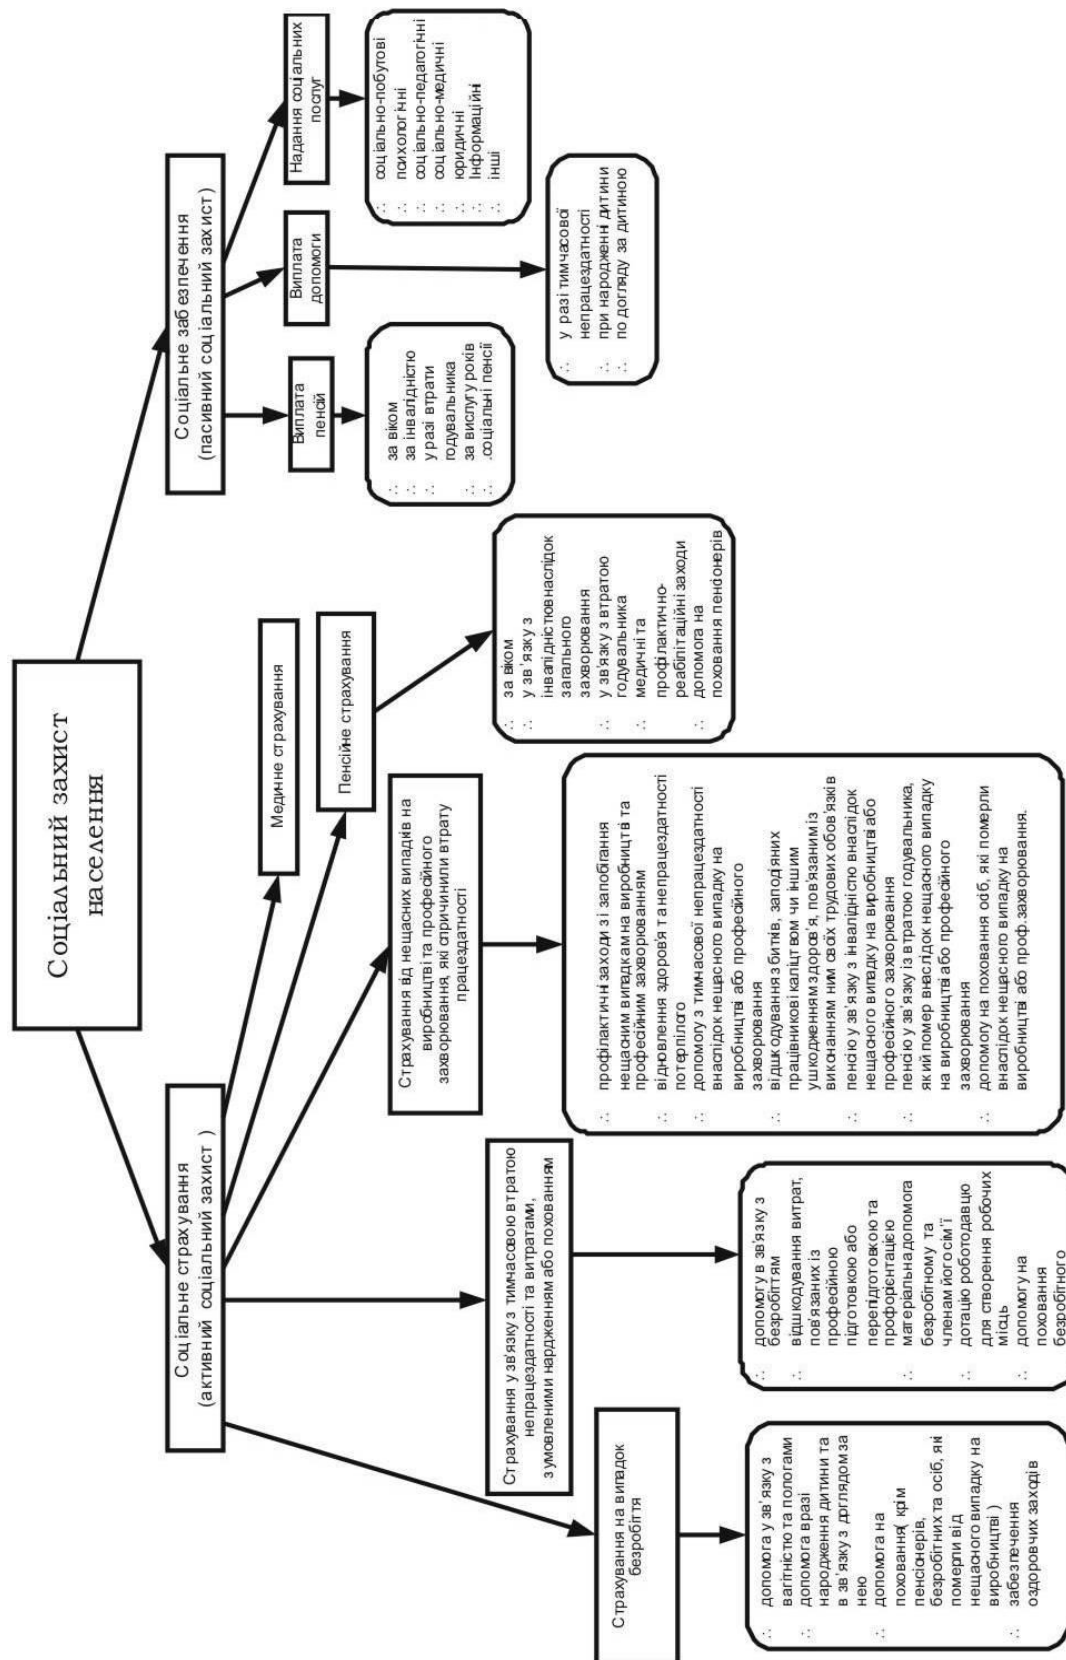 Соціальний захист
населення
Соціальне страхування
(активний соціальний захист )
Соціальне забезпечення
(пасивний соціальний захист)
Страхування на випадок
безробіття
Страхування у зв'язку з тимчасовою втратою
непрацездатності та витратами,
зумовленими нардженням або похованням
Страхування від нещасних випадків на
виробництві та професійного
захворювання, які спричинили втрату
працездатності
Медичне страхування
Пенсійне страхування
Виплата
пенсій
Виплата
допомоги
Надання соціальних
послуг
∴ допомога у зв'язку з
вагітністю та пологами
∴ допомога вразі
народження дитини та
в зв'язку з доглядом за
нею
∴ допомога на
поховання( крім
пенсіонерів,
безробітних та осіб, які
померли від
нещасного випадку на
виробництві )
∴ забезпечення
оздоровчих заходів
∴ допомогу в зв'язку з
безробіттям
∴ відшкодування витрат,
пов'язаних із
професійною
підготовкою або
перепідготовкою та
профорієнтацією
∴ матеріальна допомога
безробітному та
членам його сім'ї
∴ дотацію роботодавцю
для створення робочих
місць
∴ допомогу на
поховання
безробітного
∴ профілактичні заходи зі запобігання
нещасним випадкам на виробництві та
професійним захворюванням
∴ відновлення здоров'я та непрацездатності
потерпілого
∴ допомогу з тимчасової непрацездатності
внаслідок нещасного випадку на
виробництві або професійного
захворювання
∴ відшкодування збитків, заподіяних
працівникові каліцтвом чи іншим
ушкодженням здоров'я, пов'язаним із
виконанням ним своїх трудових обов'язків
∴ пенсію у зв'язку з інвалідністю внаслідок
нещасного випадку на виробництві або
професійного захворювання
∴ пенсію у зв'язку із втратою годувальника,
який помер внаслідок нещасного випадку
на виробництві або професійного
захворювання
∴ допомогу на поховання осіб, які померли
внаслідок нещасного випадку на
виробництві або проф. захворювання.
∴ за віком
∴ у зв'язку з
інвалідністю внаслідок
загального
захворювання
∴ у зв'язку з втратою
годувальника
∴ медичні та
профілактично-
реабілітаційні заходи
∴ допомога на
поховання пенсіонерів
∴ за віком
∴ за інвалідністю
∴ у разі втрати
годувальника
∴ за вислугу років
∴ .соціальні пенсії
∴ у разі тимчасової
непрацездатності
∴ при народженні дитини
∴ по догляду за дитиною
∴ соціально-побутові
∴ психологічні
∴ соціально-педагогічні
∴ соціально-медичні
∴ юридичні
∴ Інформаційні
∴ інші